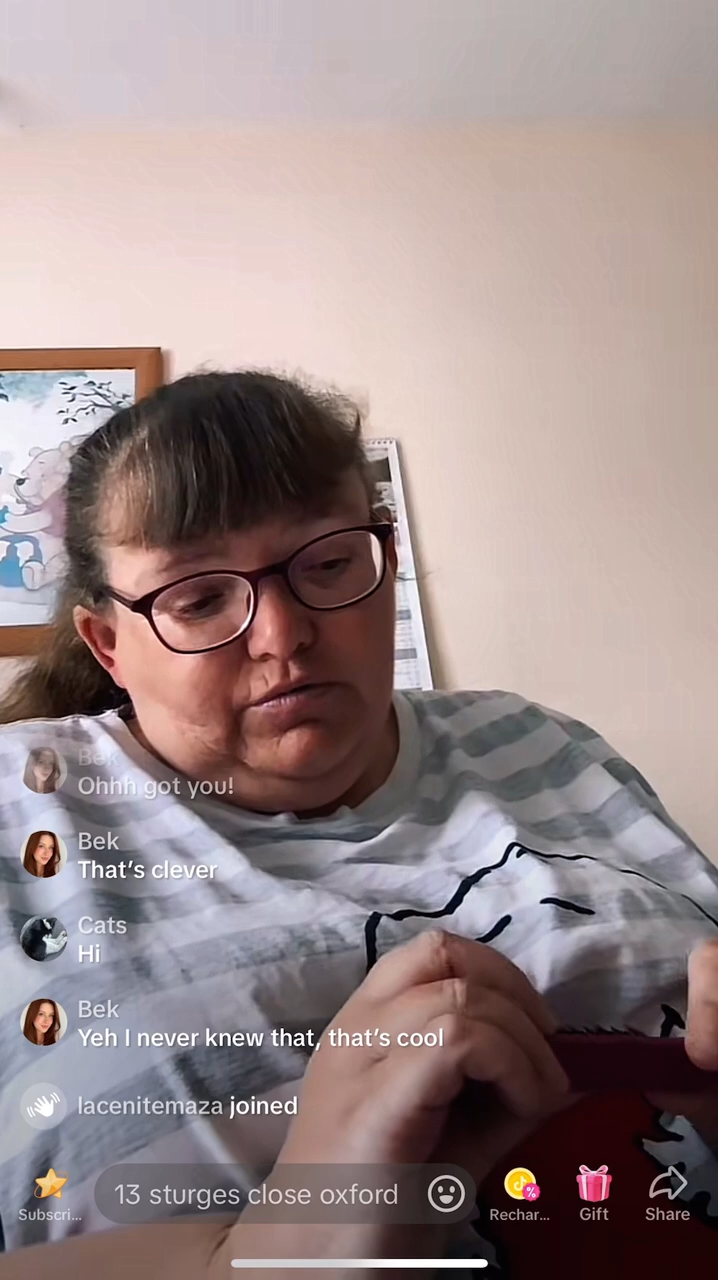 Bek
Ohhh got you!
Bek
That’s clever
Cats
Hi
Bek
Yeh I never knew that, that’s cool
lacenitemaza joined
13 sturges close oxford
Subscri...
Rechar...
Gift
Share